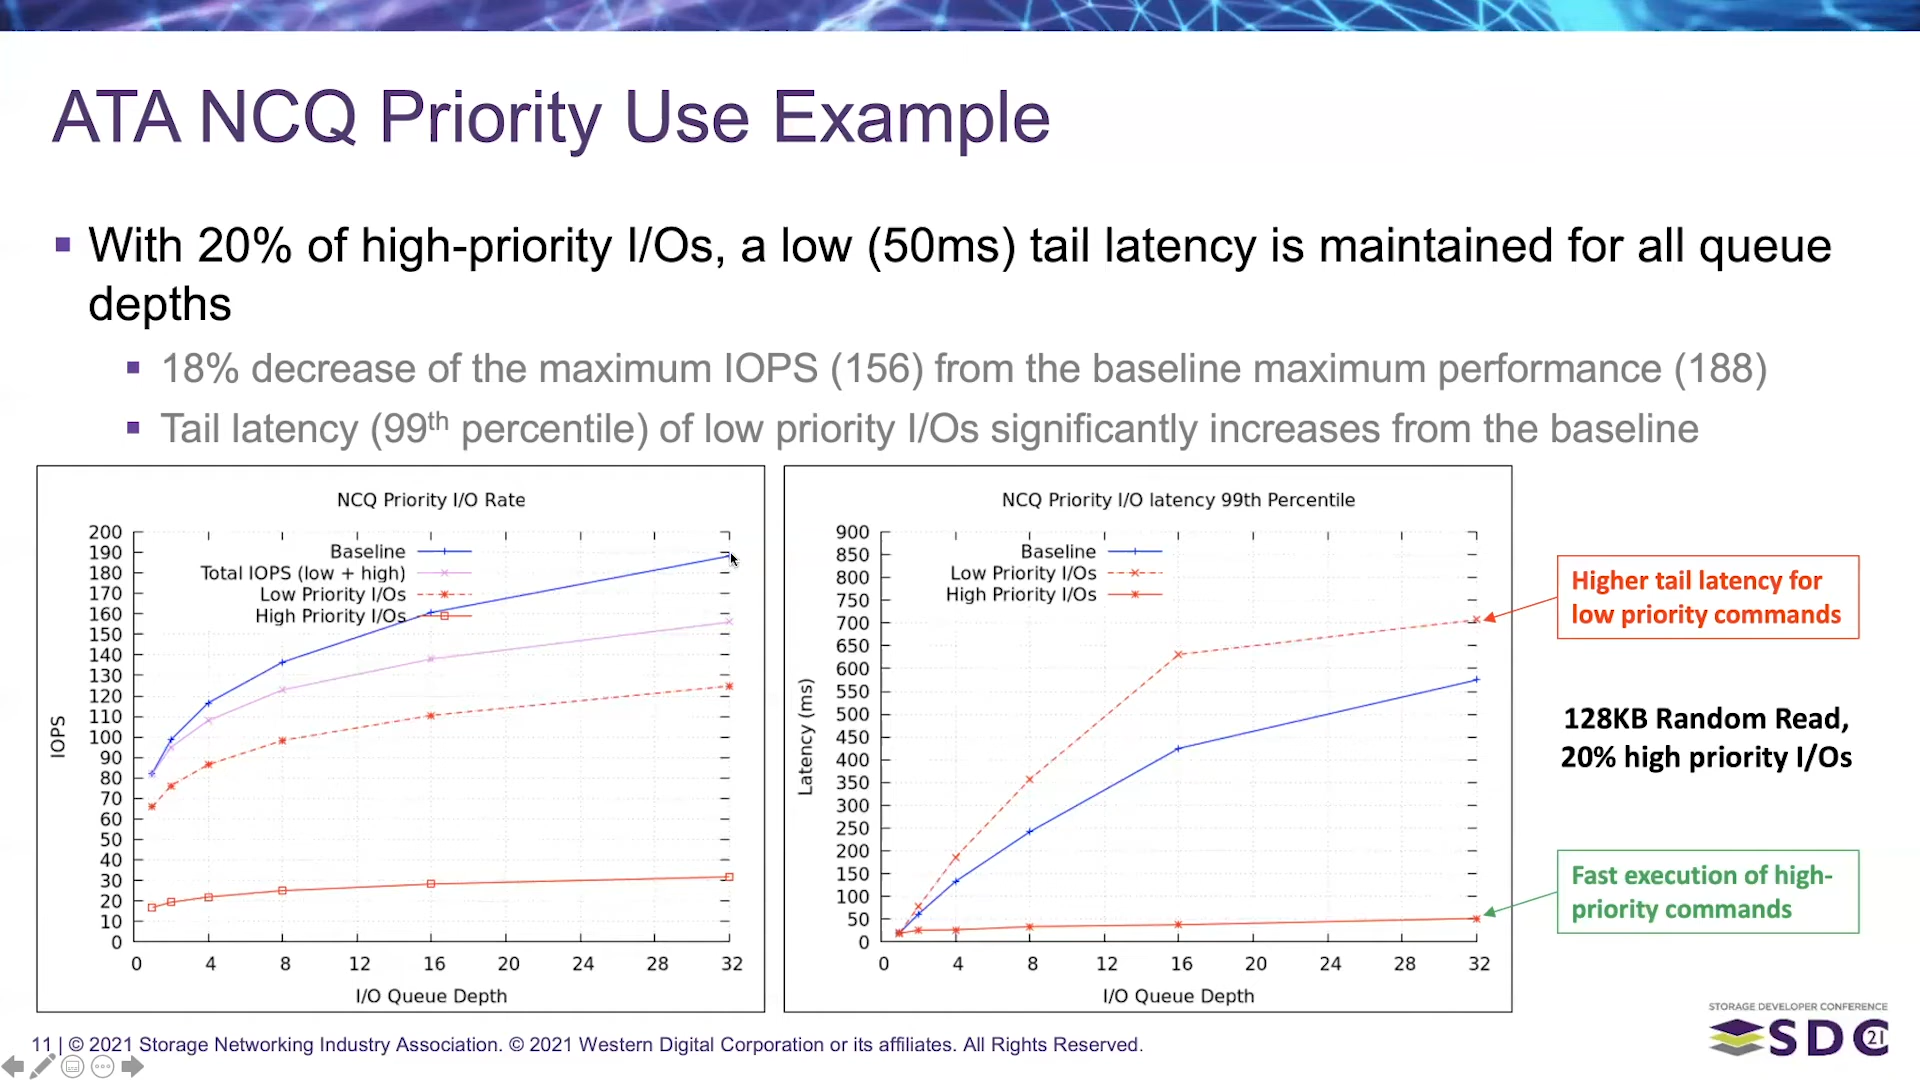 ATA NCQ Priority Use Example
With 20% of high-priority I/Os, a low (50ms) tail latency is maintained for all queue
depths
18% decrease of the maximum IOPS (156) from the baseline maximum performance (188)
Tail latency (99th percentile) of low priority I/Os significantly increases from the baseline
NCQ Priority I/O Rate
200
190
180
170
160
150
140
130
120
110
100
90
80
70
60
50
40
30
20
10
0
IOPS
Baseline
Total IOPS (low + high)
Low Priority I/Os
High Priority I/Os
0 4 8 12 16 20 24 28 32
I/O Queue Depth
NCQ Priority I/O latency 99th Percentile
900
850
800
750
700
650
600
550
500
450
400
350
300
250
200
150
100
50
0
Latency (ms)
Baseline
Low Priority I/Os
High Priority I/Os
0 4 8 12 16 20 24 28 32
I/O Queue Depth
Higher tail latency for
low priority commands
128KB Random Read,
20% high priority I/Os
Fast execution of high-
priority commands
STORAGE DEVELOPER CONFERENCE
SDC 21
11 | © 2021 Storage Networking Industry Association. © 2021 Western Digital Corporation or its affiliates. All Rights Reserved.